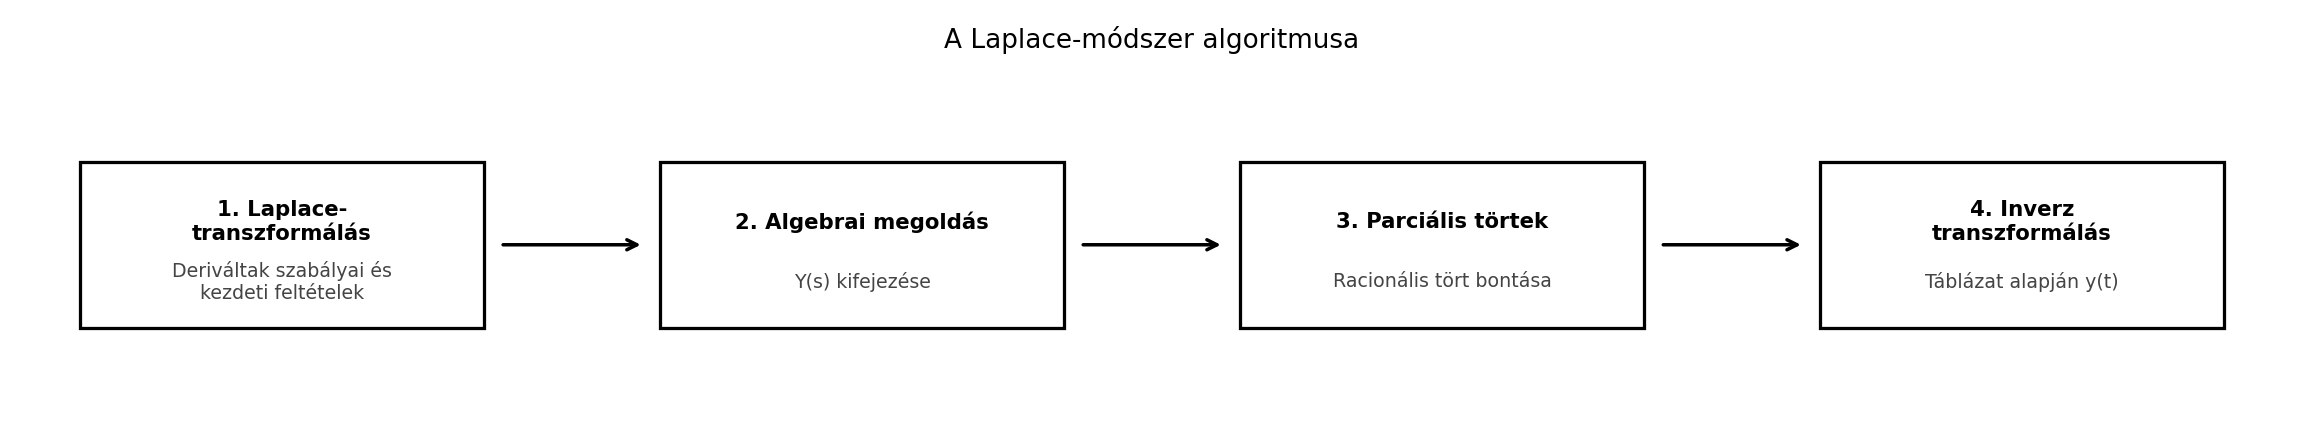 A Laplace-módszer algoritmusa
1. Laplace-
transzformálás
Deriváltak szabályai és
kezdeti feltételek
2. Algebrai megoldás
Y(s) kifejezése
3. Parciális törtek
Racionális tört bontása
4. Inverz
transzformálás
Táblázat alapján y(t)